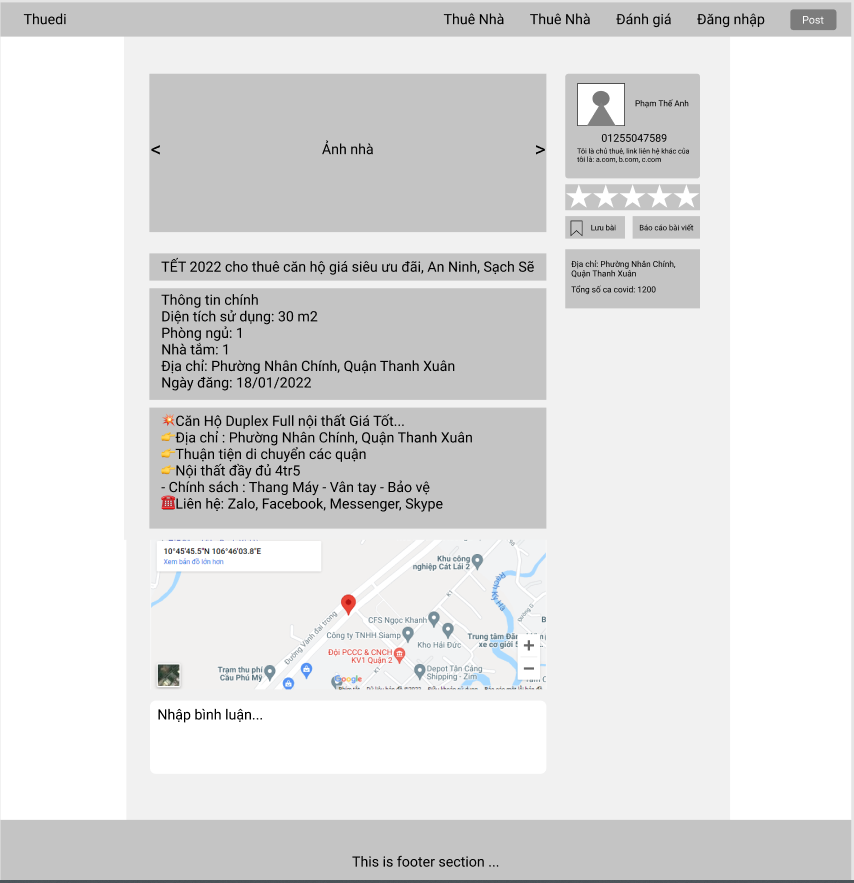 Thuedi
Thuê Nhà
Thuê Nhà
Đánh giá
Đăng nhập
Post
<
Ảnh nhà
>
Phạm Thế Anh
01255047589
Tôi là chủ thuê, link liên hệ khác của
tôi là: a.com, b.com, c.com
Lưu bài
Báo cáo bài viết
Địa chỉ: Phường Nhân Chính,
Quận Thanh Xuân
Tổng số ca covid: 1200
TẾT 2022 cho thuê căn hộ giá siêu ưu đãi, An Ninh, Sạch Sẽ
Thông tin chính
Diện tích sử dụng: 30 m2
Phòng ngủ: 1
Nhà tắm: 1
Địa chỉ: Phường Nhân Chính, Quận Thanh Xuân
Ngày đăng: 18/01/2022
💥Căn Hộ Duplex Full nội thất Giá Tốt...
👉Địa chỉ : Phường Nhân Chính, Quận Thanh Xuân
👉Thuận tiện di chuyển các quận
👉Nội thất đầy đủ 4tr5
- Chính sách : Thang Máy - Vân tay - Bảo vệ
☎️Liên hệ: Zalo, Facebook, Messenger, Skype
10°45'45.5"N 106°46'03.8"E
Xem bản đồ lớn hơn
Khu công
nghiệp Cát Lái 2
Rạch Kỳ Hà
Đường Vành đai trong
CFS Ngọc Khanh
Công ty TNHH Siamp
Kho Hải Đức
Đội PCCC & CNCH
KV1 Quận 2
Trạm thu phí
Cầu Phú Mỹ
Depot Tân Cảng
Shipping - Zim
+
−
Google
Nhập bình luận...
This is footer section ...